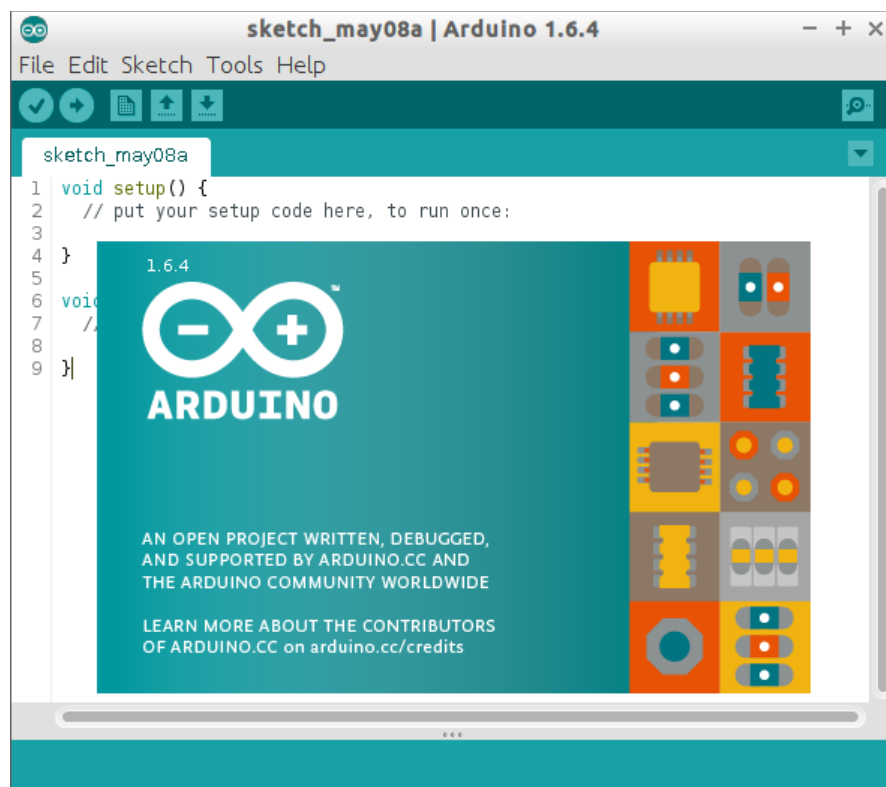 sketch_may08a | Arduino 1.6.4
File Edit Sketch Tools Help
sketch_may08a
1 void setup() {
2 // put your setup code here, to run once:
3
4 }
5
6 voi
7 //
8
9 }
1.6.4
ARDUINO
™
AN OPEN PROJECT WRITTEN, DEBUGGED,
AND SUPPORTED BY ARDUINO.CC AND
THE ARDUINO COMMUNITY WORLDWIDE
LEARN MORE ABOUT THE CONTRIBUTORS
OF ARDUINO.CC on arduino.cc/credits